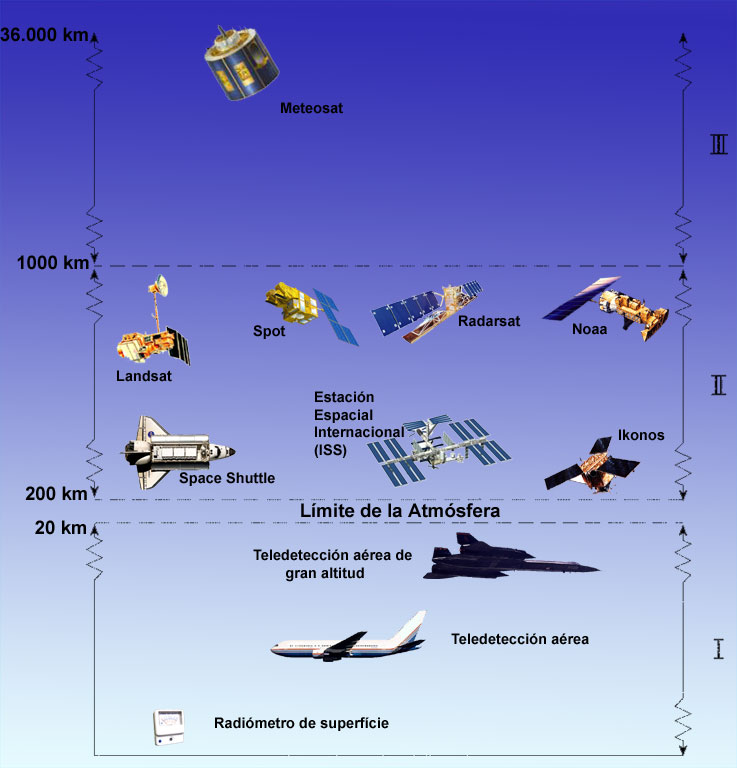 36.000 km
Meteosat
III
1000 km
Spot
Radarsat
Noaa
Landsat
II
Estación
Espacial
Internacional
(ISS)
Ikonos
Space Shuttle
200 km
Límite de la Atmósfera
20 km
Teledetección aérea de
gran altitud
Teledetección aérea
I
Radiómetro de superfície